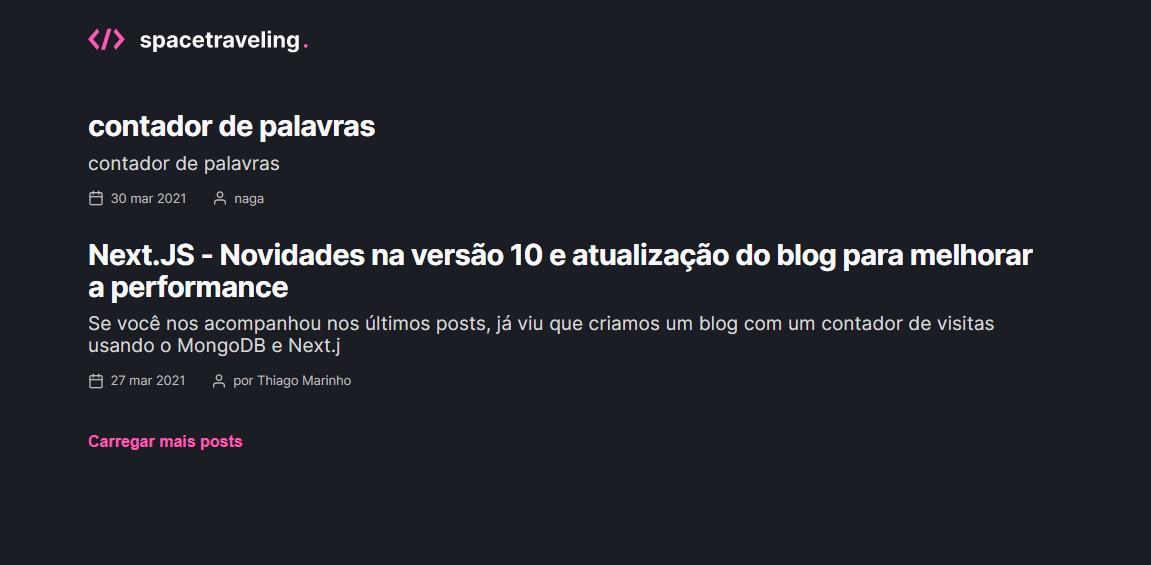 </> spacetraveling.
contador de palavras
contador de palavras
30 mar 2021 naga
Next.JS - Novidades na versão 10 e atualização do blog para melhorar
a performance
Se você nos acompanhou nos últimos posts, já viu que criamos um blog com um contador de visitas
usando o MongoDB e Next.j
27 mar 2021 por Thiago Marinho
Carregar mais posts